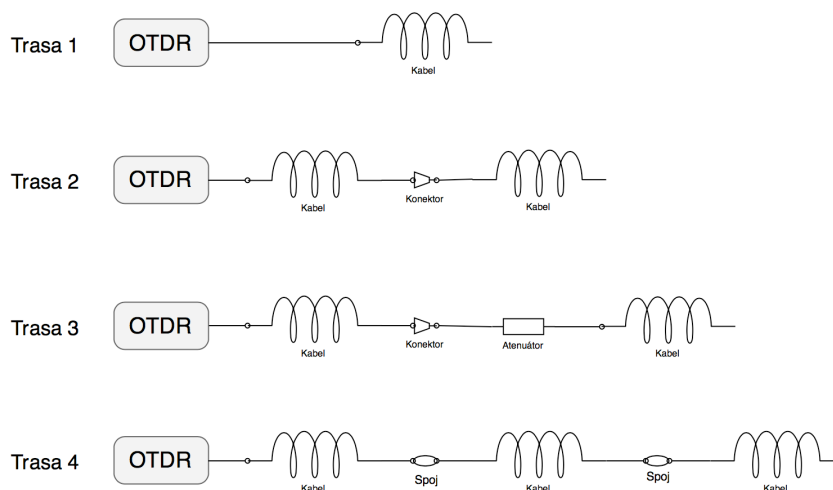 Trasa 1
OTDR
Kabel
Trasa 2
OTDR
Kabel
Konektor
Kabel
Trasa 3
OTDR
Kabel
Konektor
Atenuátor
Kabel
Trasa 4
OTDR
Kabel
Spoj
Kabel
Spoj
Kabel